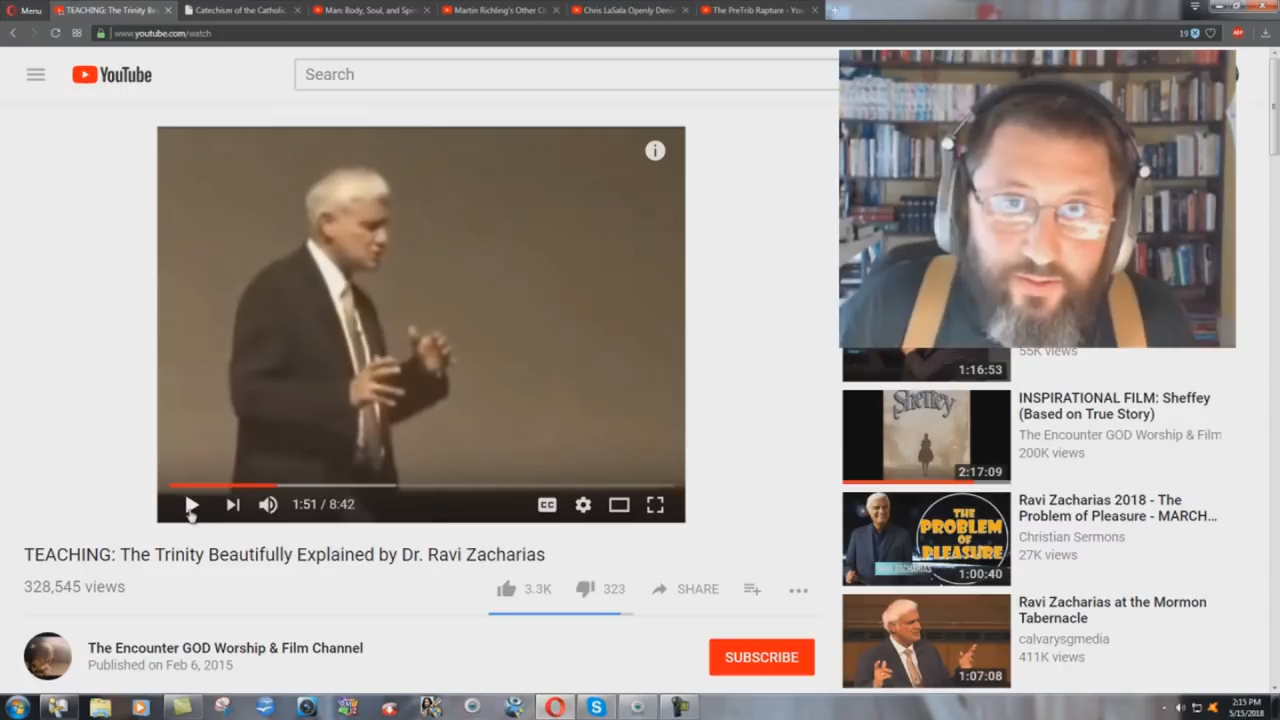 Menu
TEACHING: The Trinity Be
Catechism of the Catholic
Man: Body, Soul, and Spi
Martin Richling's Other C
Chris LaSala Openly Deni
The PreTrib Rapture - Yo
www.youtube.com/watch
19
YouTube
Search
1:51 / 8:42
CC
TEACHING: The Trinity Beautifully Explained by Dr. Ravi Zacharias
328,545 views
3.3K
323
SHARE
The Encounter GOD Worship & Film Channel
Published on Feb 6, 2015
SUBSCRIBE
55K views
1:16:53
Sheffey
2:17:09
INSPIRATIONAL FILM: Sheffey
(Based on True Story)
The Encounter GOD Worship & Film
200K views
THE
PROBLEM
OF
PLEASURE
RAVI ZACHARIAS
1:00:40
Ravi Zacharias 2018 - The
Problem of Pleasure - MARCH...
Christian Sermons
27K views
1:07:08
Ravi Zacharias at the Mormon
Tabernacle
calvarysgmedia
411K views
2:15 PM
5/15/2018